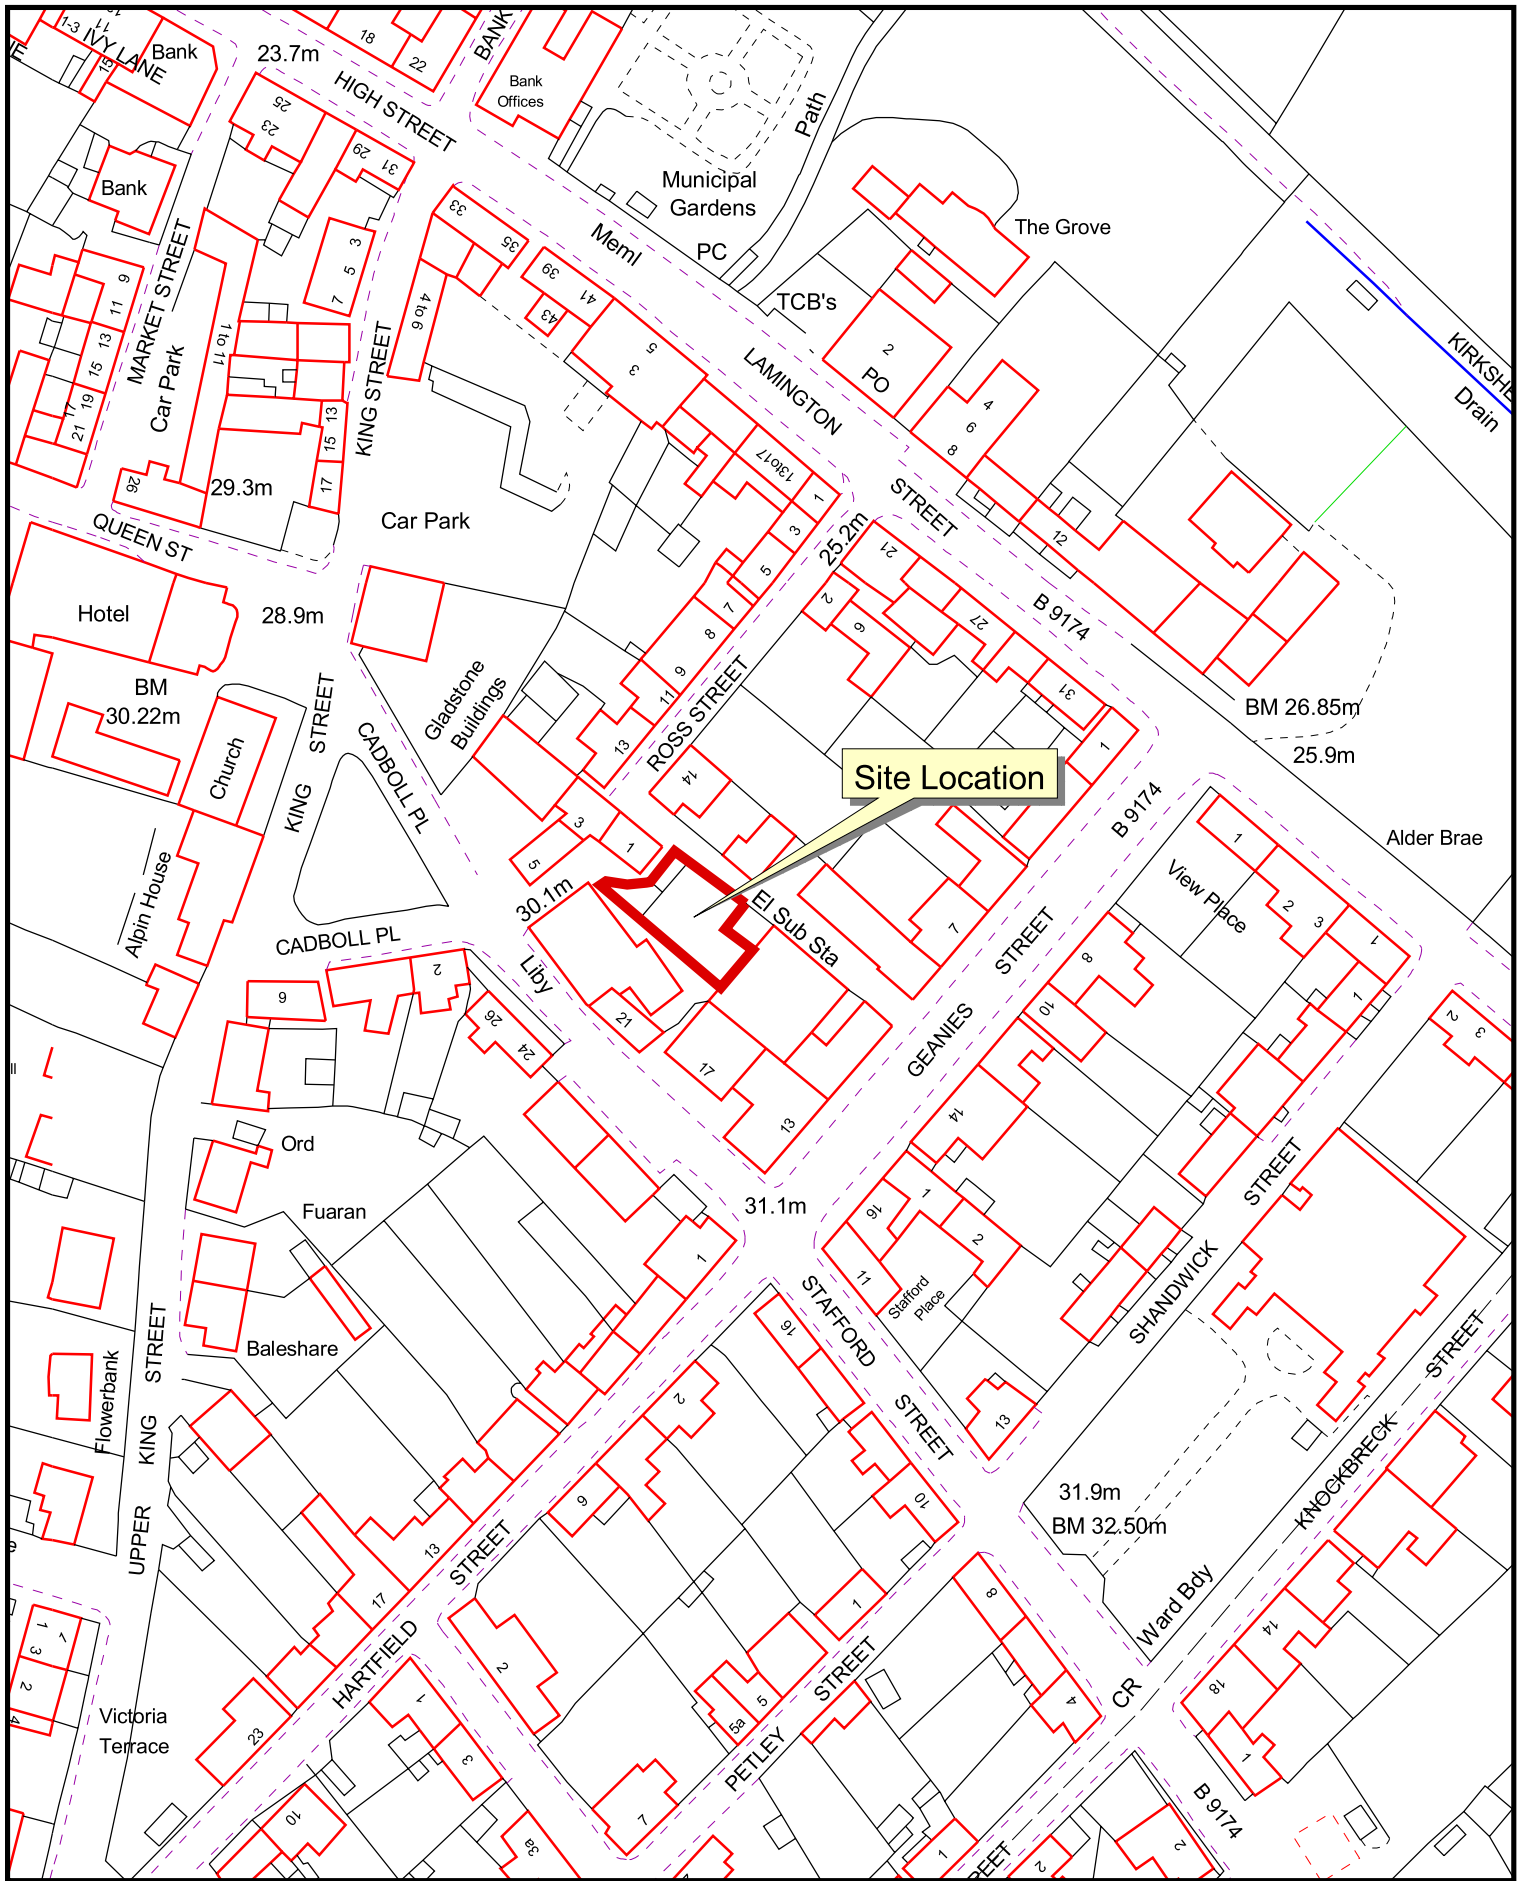 1-3
11
IVY LANE
15
Bank
23.7m
18
22
BANK
Bank
Offices
HIGH STREET
Path
25
23
29
31
Bank
Municipal
Gardens
The Grove
33
35
Meml
PC
3
5
7
MARKET STREET
9
11
13
15
17
19
21
39
41
43
4 to 6
TCB's
1 to 11
Car Park
KING STREET
5
3
LAMINGTON
2
PO
4
6
8
KIRKSHE
Drain
13
15
17
26
29.3m
Car Park
QUEEN ST
13to17
1
3
5
25.2m
STREET
12
21
27
31
B 9174
2
6
Hotel
28.9m
7
8
9
11
13
ROSS STREET
Gladstone
Buildings
BM
30.22m
Church
KING STREET
CADBOLL PL
BM 26.85m
25.9m
14
1
Site Location
B 9174
Alder Brae
3
1
5
30.1m
Alpin House
View Place
1
2
3
1
El Sub Sta
7
GEANIES STREET
CADBOLL PL
Liby
2
9
26
24
21
17
13
8
10
14
1
2
3
ll
Ord
Fuaran
31.1m
1
16
1
2
11
Stafford
Place
STREET
SHANDWICK
Baleshare
Flowerbank
UPPER KING STREET
STAFFORD STREET
16
2
13
10
9
STREET
KNOCKBRECK
31.9m
BM 32.50m
Ward Bdy
13
17
HARTFIELD STREET
e
1
3
7
2
4
Victoria
Terrace
23
1
3
2
1
5
5a
PETLEY STREET
8
4
CR
14
18
1
B 9174
10
3a
7
1
2
2
REET